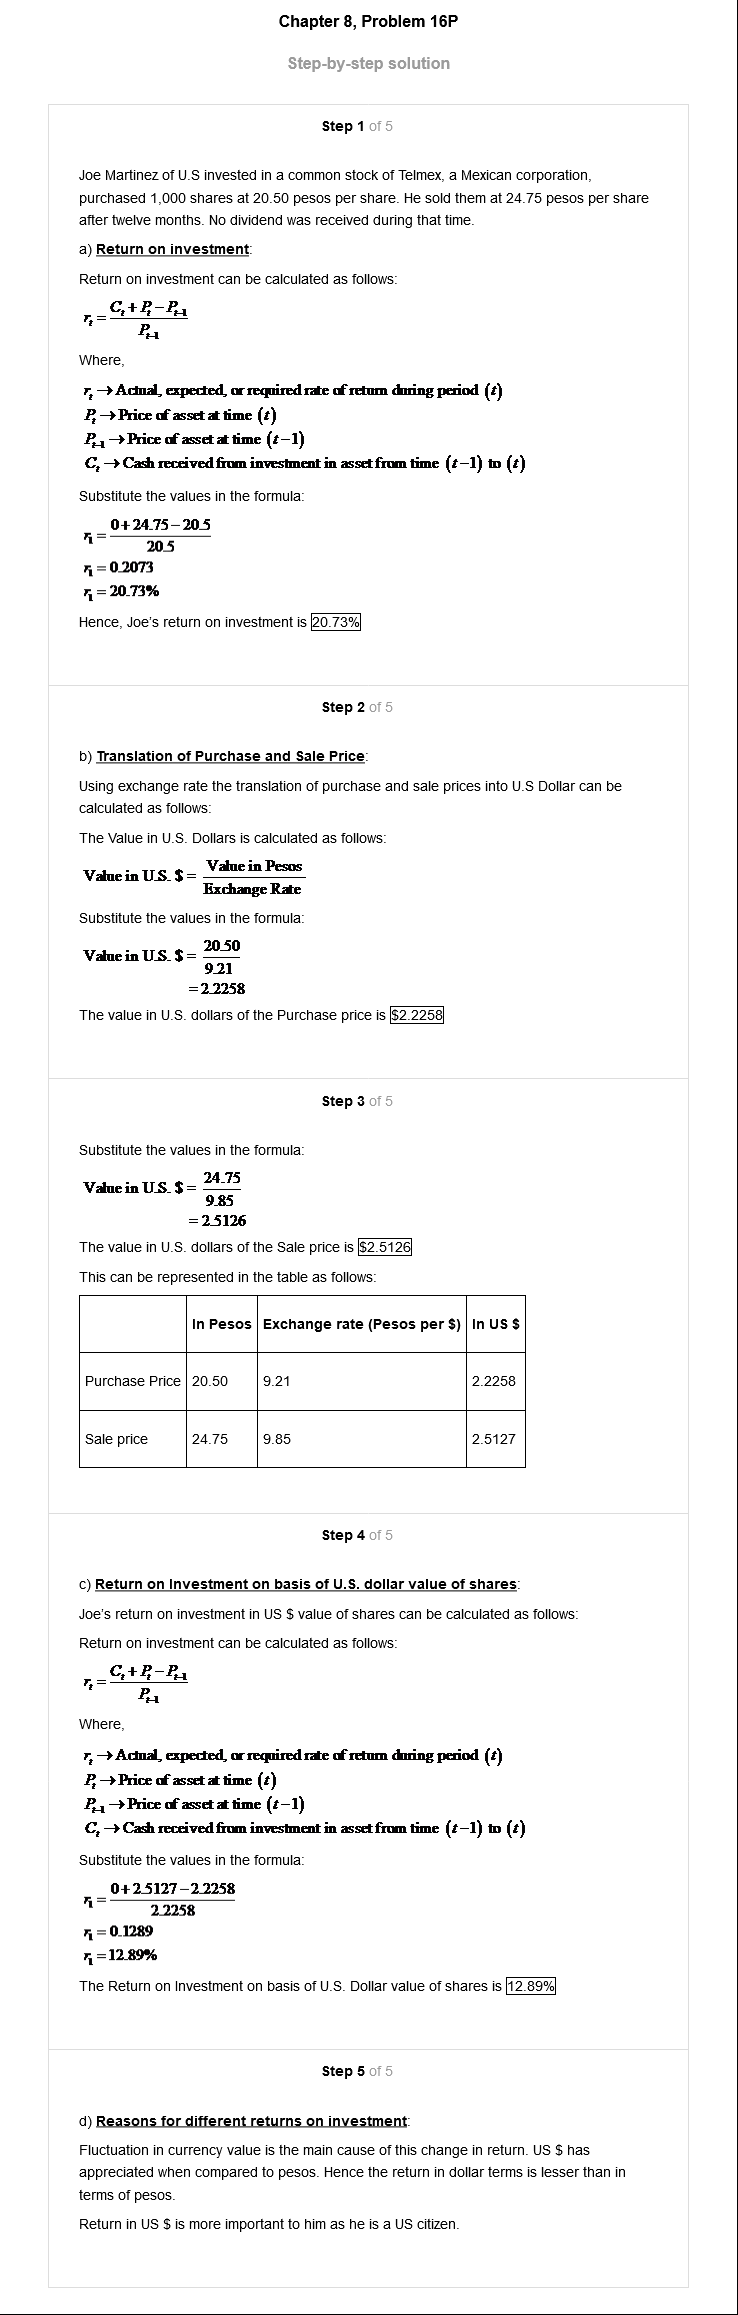 Chapter 8, Problem 16P
Step-by-step solution
Step 1 of 5
Joe Martinez of U.S invested in a common stock of Telmex, a Mexican corporation,
purchased 1,000 shares at 20.50 pesos per share. He sold them at 24.75 pesos per share
after twelve months. No dividend was received during that time.
a) Return on investment:
Return on investment can be calculated as follows:
r_t = (C_t + P_t − P_{t−1}) / P_{t−1}
Where,
r_t → Actual, expected, or required rate of return during period (t)
P_t → Price of asset at time (t)
P_{t−1} → Price of asset at time (t−1)
C_t → Cash received from investment in asset from time (t−1) to (t)
Substitute the values in the formula:
r_1 = (0+24.75−20.5) / 20.5
r_1 = 0.2073
r_1 = 20.73%
Hence, Joe's return on investment is 20.73%
Step 2 of 5
b) Translation of Purchase and Sale Price:
Using exchange rate the translation of purchase and sale prices into U.S Dollar can be
calculated as follows:
The Value in U.S. Dollars is calculated as follows:
Value in U.S. $ = Value in Pesos / Exchange Rate
Substitute the values in the formula:
Value in U.S. $ = 20.50 / 9.21
= 2.2258
The value in U.S. dollars of the Purchase price is $2.2258
Step 3 of 5
Substitute the values in the formula:
Value in U.S. $ = 24.75 / 9.85
= 2.5126
The value in U.S. dollars of the Sale price is $2.5126
This can be represented in the table as follows:
In Pesos Exchange rate (Pesos per $) In US $
Purchase Price 20.50 9.21 2.2258
Sale price 24.75 9.85 2.5127
Step 4 of 5
c) Return on Investment on basis of U.S. dollar value of shares:
Joe's return on investment in US $ value of shares can be calculated as follows:
Return on investment can be calculated as follows:
r_t = (C_t + P_t − P_{t−1}) / P_{t−1}
Where,
r_t → Actual, expected, or required rate of return during period (t)
P_t → Price of asset at time (t)
P_{t−1} → Price of asset at time (t−1)
C_t → Cash received from investment in asset from time (t−1) to (t)
Substitute the values in the formula:
r_1 = (0+2.5127−2.2258) / 2.2258
r_1 = 0.1289
r_1 = 12.89%
The Return on Investment on basis of U.S. Dollar value of shares is 12.89%
Step 5 of 5
d) Reasons for different returns on investment:
Fluctuation in currency value is the main cause of this change in return. US $ has
appreciated when compared to pesos. Hence the return in dollar terms is lesser than in
terms of pesos.
Return in US $ is more important to him as he is a US citizen.